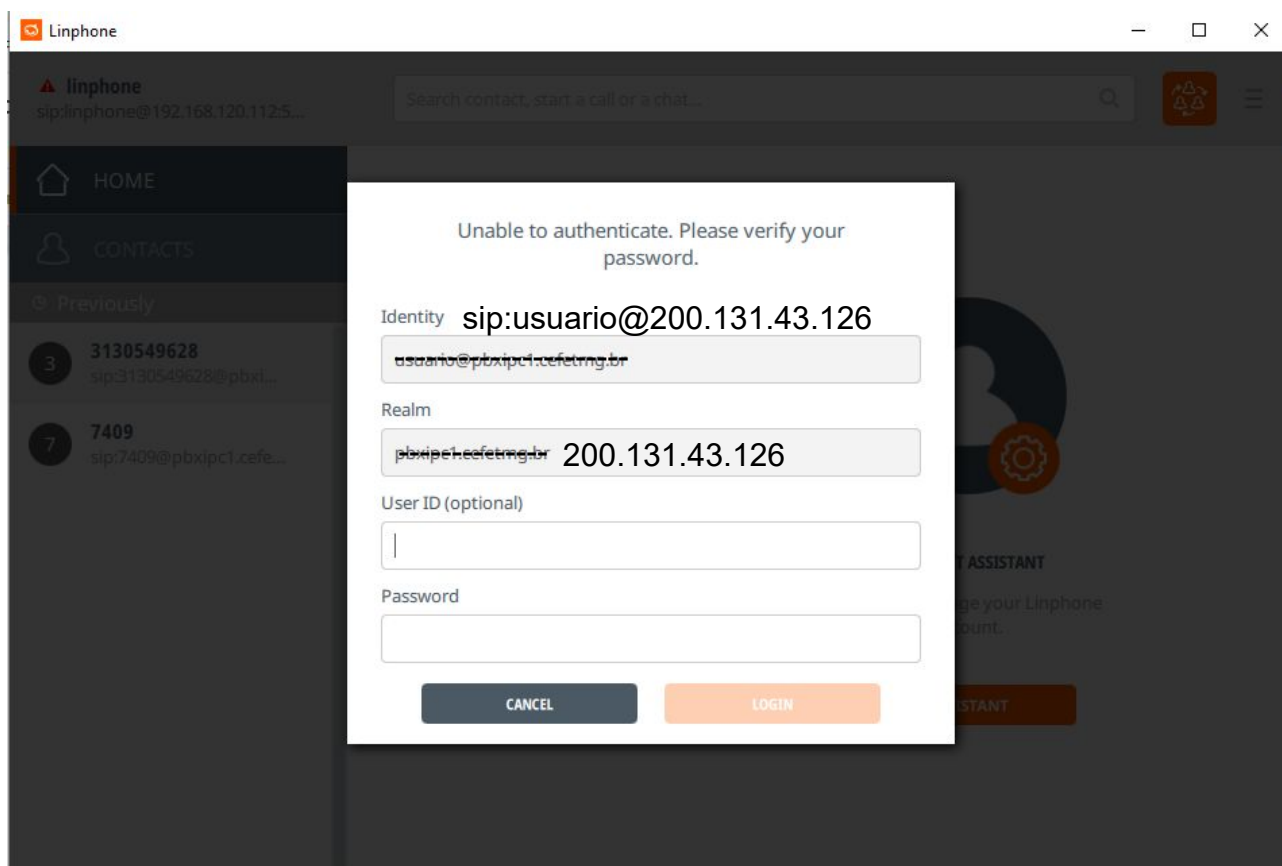 Linphone
linphone
sip:linphone@192.168.120.112:5...
Search contact, start a call or a chat...
HOME
CONTACTS
Previously
3
3130549628
sip:3130549628@pbxi...
7
7409
sip:7409@pbxipc1.cefe...
Unable to authenticate. Please verify your
password.
Identity sip:usuario@200.131.43.126
usuario@pbxipc1.cefetmg.br
Realm
pbxipc1.cefetmg.br 200.131.43.126
User ID (optional)
Password
CANCEL
LOGIN
T ASSISTANT
ge your Linphone
ount.
STANT